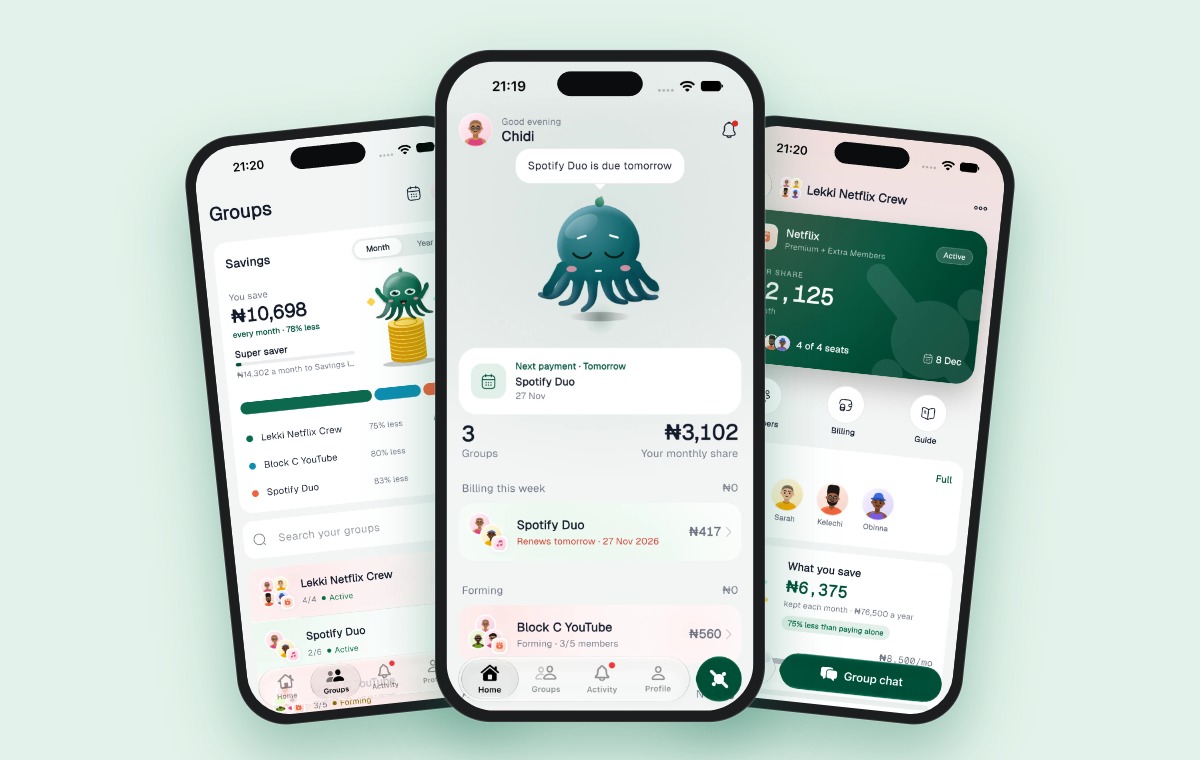 21:20
Groups
Savings
Month
Year
You save
₦10,698
every month · 78% less
Super saver
₦14,302 a month to Savings l...
Lekki Netflix Crew
75% less
Block C YouTube
80% less
Spotify Duo
83% less
Search your groups
Lekki Netflix Crew
4/4 Active
Spotify Duo
2/6 Active
3/5 Forming
Home
Groups
Activity
21:19
Good evening
Chidi
Spotify Duo is due tomorrow
Next payment · Tomorrow
Spotify Duo
27 Nov
3
Groups
₦3,102
Your monthly share
Billing this week
₦0
Spotify Duo
Renews tomorrow · 27 Nov 2026
₦417
Forming
₦0
Block C YouTube
Forming · 3/5 members
₦560
Home
Groups
Activity
Profile
21:20
Lekki Netflix Crew
Netflix
Premium + Extra Members
Active
SHARE
2,125
4 of 4 seats
8 Dec
Billing
Guide
Full
Sarah
Kelechi
Obinna
What you save
₦6,375
kept each month · ₦76,500 a year
75% less than paying alone
₦8,500/mo
Group chat